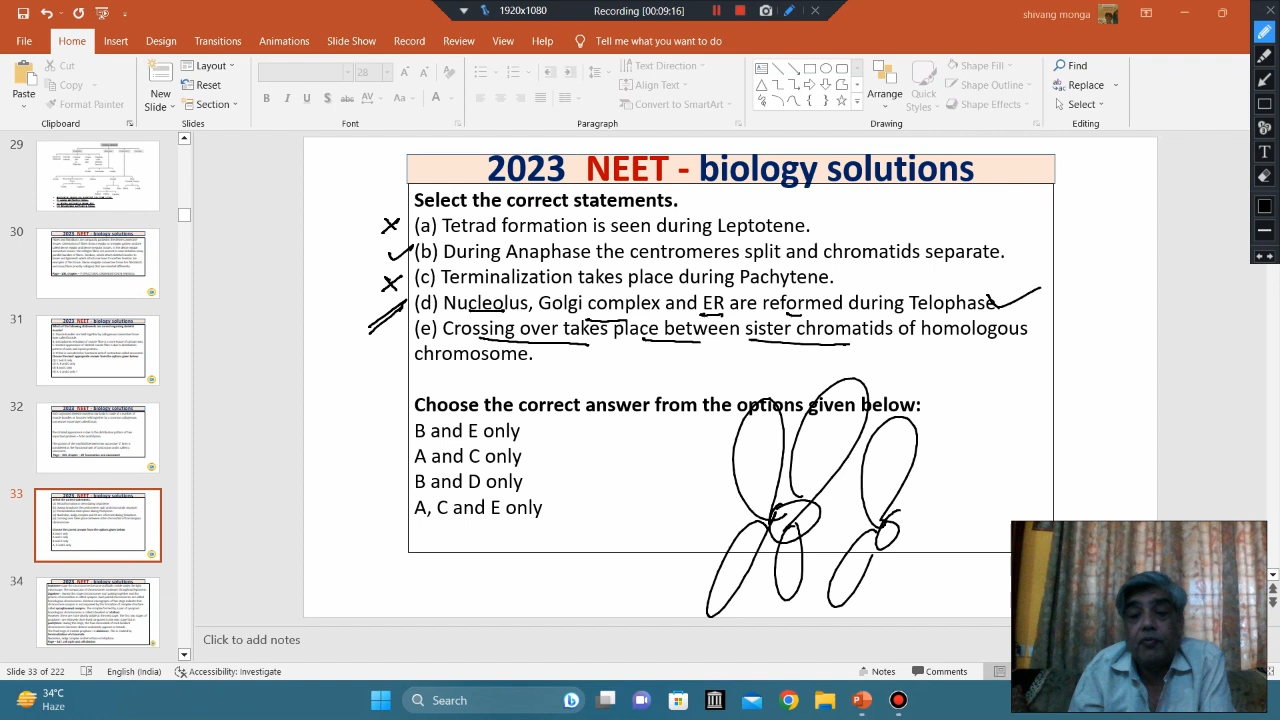 1920x1080
Recording [00:09:16]
shivang monga
File Home Insert Design Transitions Animations Slide Show Record Review View Help Tell me what you want to do
Paste
Cut
Copy
Format Painter
Clipboard
New Slide
Layout
Reset
Section
Slides
28
Font
Paragraph
Text Direction
Align Text
Convert to SmartArt
Arrange
Quick Styles
Shape Fill
Shape Outline
Shape Effects
Drawing
Find
Replace
Select
Editing
29
30
31
32
33
34
2023 NEET - biology solutions
Select the correct statements.
(a) Tetrad formation is seen during Leptotene.
(b) During anaphase the centromeres split and chromatids separate.
(c) Terminalization takes place during Pachytene.
(d) Nucleolus, Golgi complex and ER are reformed during Telophase.
(e) Crossing over takes place between sister chromatids of homologous
chromosome.
Choose the correct answer from the options given below:
B and E only
A and C only
B and D only
A, C and E only
Click to add notes
Slide 33 of 222 English (India) Accessibility: Investigate Notes Comments
34°C
Haze
Search